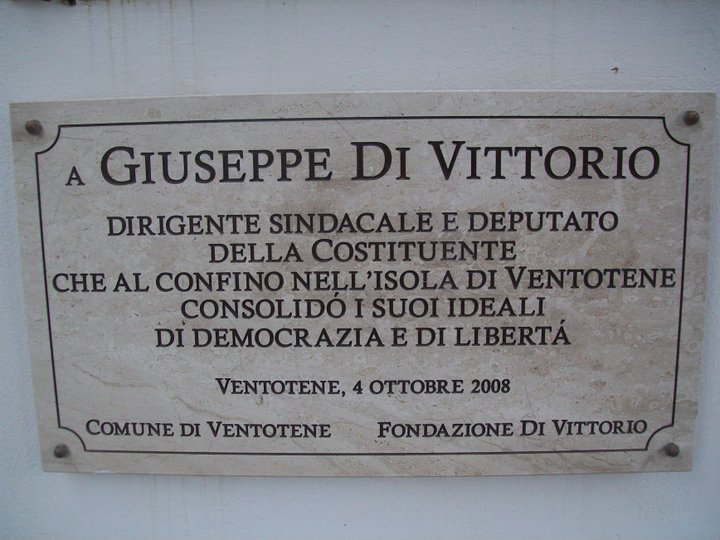 A GIUSEPPE DI VITTORIO
DIRIGENTE SINDACALE E DEPUTATO
DELLA COSTITUENTE
CHE AL CONFINO NELL'ISOLA DI VENTOTENE
CONSOLIDÓ I SUOI IDEALI
DI DEMOCRAZIA E DI LIBERTÁ
VENTOTENE, 4 OTTOBRE 2008
COMUNE DI VENTOTENE FONDAZIONE DI VITTORIO